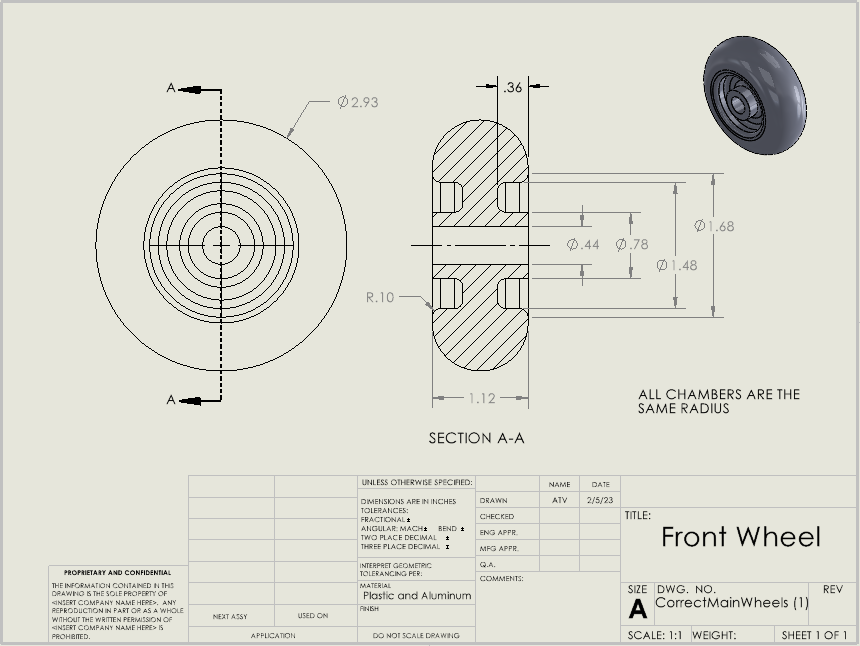 A
∅2.93
.36
∅.44
∅.78
∅1.48
∅1.68
R.10
1.12
A
SECTION A-A
ALL CHAMBERS ARE THE
SAME RADIUS
UNLESS OTHERWISE SPECIFIED:
DIMENSIONS ARE IN INCHES
TOLERANCES:
FRACTIONAL ±
ANGULAR: MACH ± BEND ±
TWO PLACE DECIMAL ±
THREE PLACE DECIMAL ±
INTERPRET GEOMETRIC
TOLERANCING PER:
MATERIAL
Plastic and Aluminum
FINISH
DO NOT SCALE DRAWING
NAME DATE
DRAWN ATV 2/5/23
CHECKED
ENG APPR.
MFG APPR.
Q.A.
COMMENTS:
TITLE:
Front Wheel
SIZE DWG. NO. REV
A CorrectMainWheels (1)
SCALE: 1:1 WEIGHT: SHEET 1 OF 1
NEXT ASSY USED ON
APPLICATION
PROPRIETARY AND CONFIDENTIAL
THE INFORMATION CONTAINED IN THIS
DRAWING IS THE SOLE PROPERTY OF
<INSERT COMPANY NAME HERE>. ANY
REPRODUCTION IN PART OR AS A WHOLE
WITHOUT THE WRITTEN PERMISSION OF
<INSERT COMPANY NAME HERE> IS
PROHIBITED.